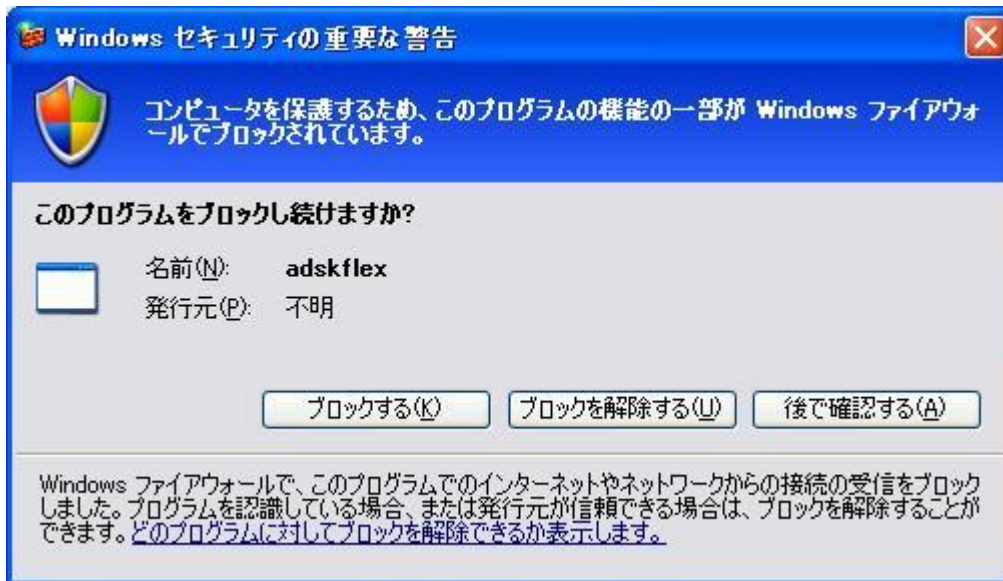 Windows セキュリティの重要な警告
コンピュータを保護するため、このプログラムの機能の一部が Windows ファイアウォ
ールでブロックされています。
このプログラムをブロックし続けますか?
名前(N): adskflex
発行元(P): 不明
ブロックする(K) ブロックを解除する(U) 後で確認する(A)
Windows ファイアウォールで、このプログラムでのインターネットやネットワークからの接続の受信をブロック
しました。プログラムを認識している場合、または発行元が信頼できる場合は、ブロックを解除することが
できます。どのプログラムに対してブロックを解除できるか表示します。